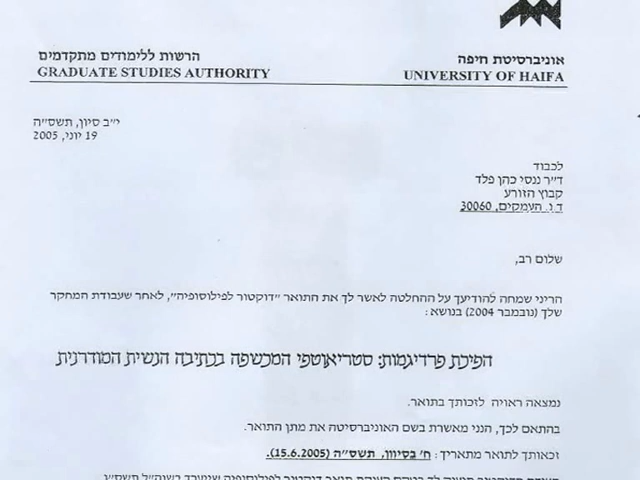 הרשות ללימודים מתקדמים
GRADUATE STUDIES AUTHORITY
אוניברסיטת חיפה
UNIVERSITY OF HAIFA
י"ב סיון, תשס"ה
19 יוני, 2005
לכבוד
ד"ר ננסי כהן פלד
קבוץ הזורע
ד.נ. העמקים, 30060
שלום רב,
הריני שמחה להודיעך על ההחלטה לאשר לך את התואר "דוקטור לפילוסופיה", לאחר שעבודת המחקר
שלך (נובמבר 2004) בנושא:
הפיכת פרדיגמות: סטריאוטפי המכשפה בכתיבה הנשית המודרנית
נמצאה ראויה לזכותך בתואר.
בהתאם לכך, הנני מאשרת בשם האוניברסיטה את מתן התואר.
זכאותך לתואר מתאריך: ח' בסיוון, תשס"ה (15.6.2005).